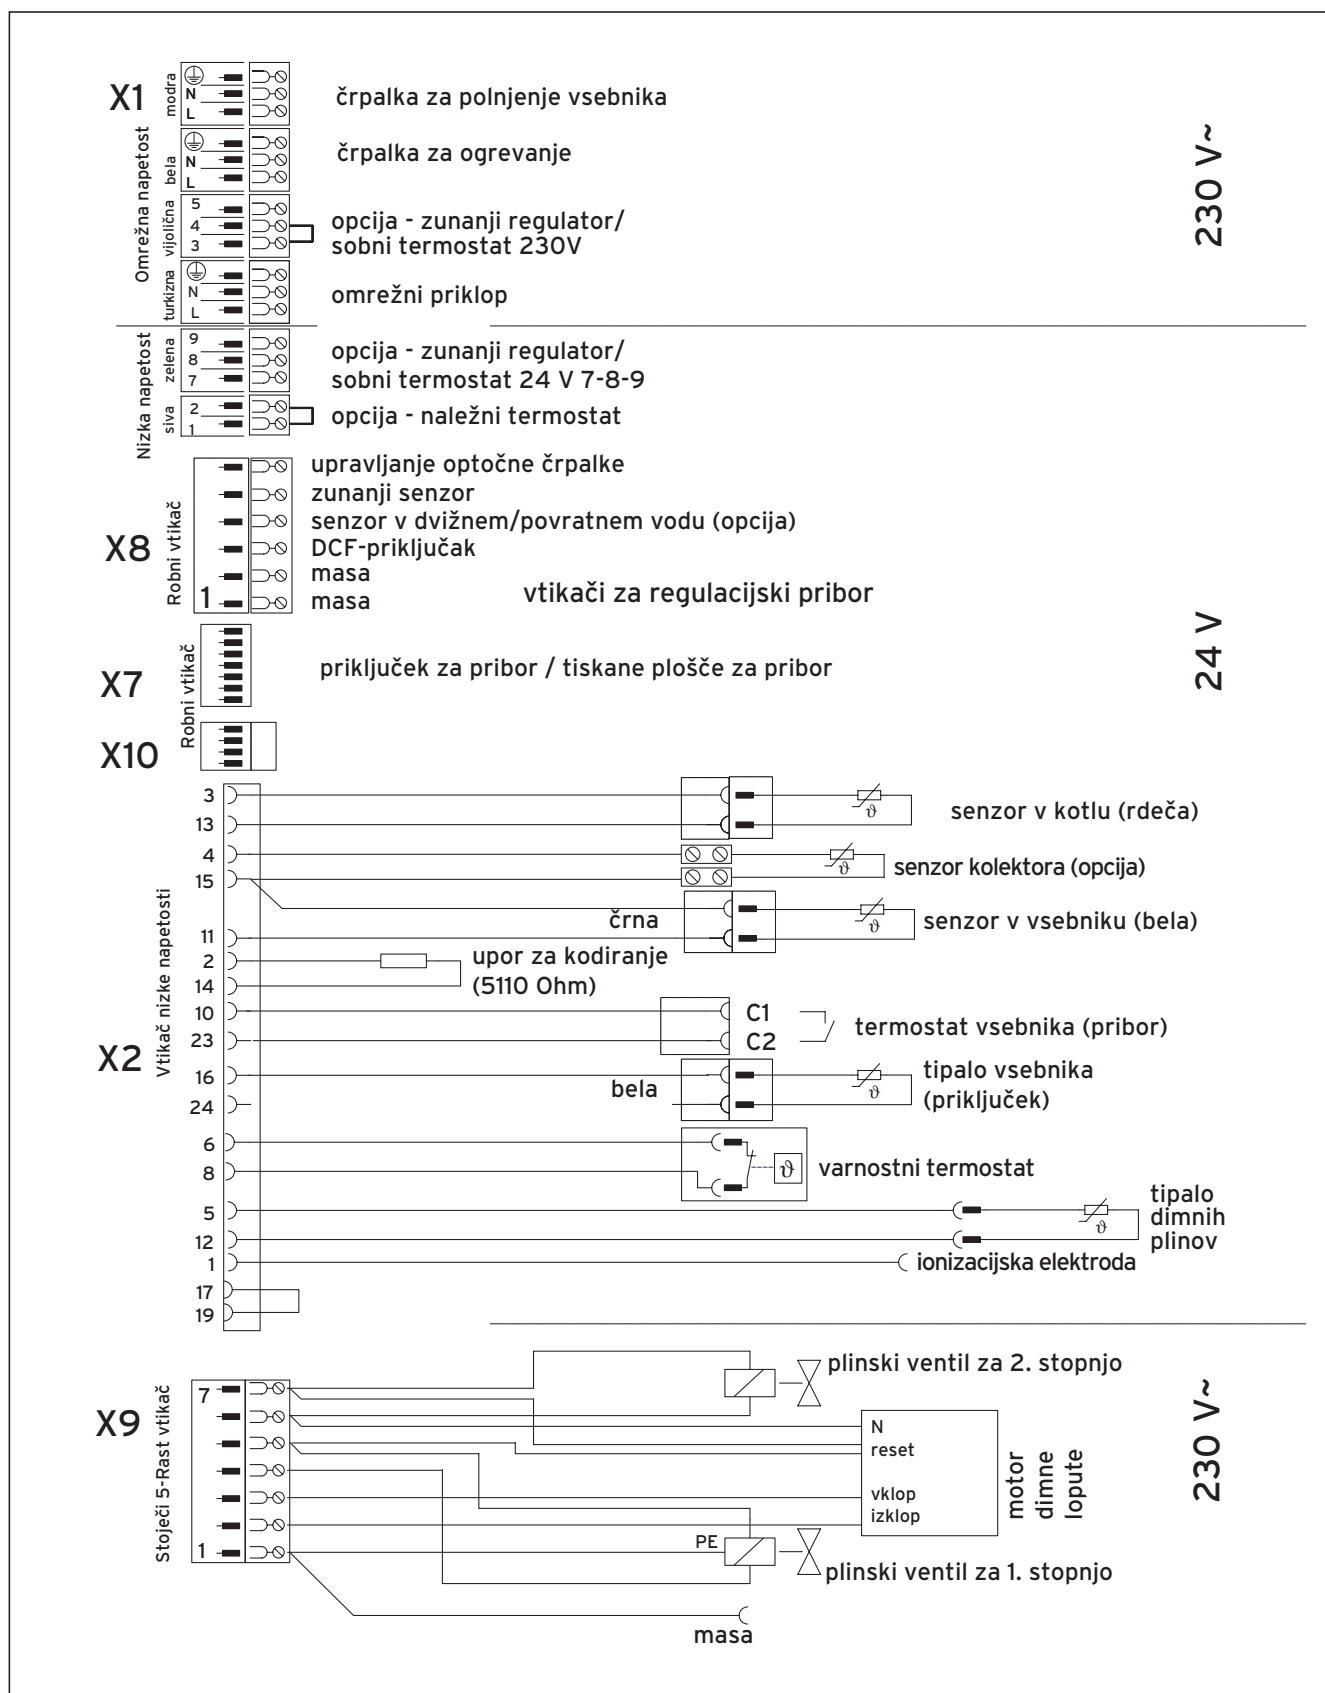 X1
Omrežna napetost
modra
N
L
črpalka za polnjenje vsebnika
230 V~
bela
N
L
črpalka za ogrevanje
vijolična
5
4
3
opcija - zunanji regulator/
sobni termostat 230V
turkizna
N
L
omrežni priklop
Nizka napetost
zelena
9
8
7
opcija - zunanji regulator/
sobni termostat 24 V 7-8-9
siva
2
1
opcija - naležni termostat
X8
Robni vtikač
1
upravljanje optočne črpalke
zunanji senzor
senzor v dvižnem/povratnem vodu (opcija)
DCF-priključak
masa
masa
vtikači za regulacijski pribor
24 V
X7
Robni vtikač
priključek za pribor / tiskane plošče za pribor
X10
X2
Vtikač nizke napetosti
3
13
ϑ
senzor v kotlu (rdeča)
4
15
ϑ
senzor kolektora (opcija)
črna
ϑ
senzor v vsebniku (bela)
11
2
14
upor za kodiranje
(5110 Ohm)
10
23
C1
C2
termostat vsebnika (pribor)
16
24
bela
ϑ
tipalo vsebnika
(priključek)
6
8
ϑ
varnostni termostat
5
12
ϑ
tipalo
dimnih
plinov
1
ionizacijska elektroda
17
19
X9
Stoječi 5-Rast vtikač
7
1
plinski ventil za 2. stopnjo
N
reset
vklop
izklop
motor
dimne
lopute
230 V~
PE
plinski ventil za 1. stopnjo
masa